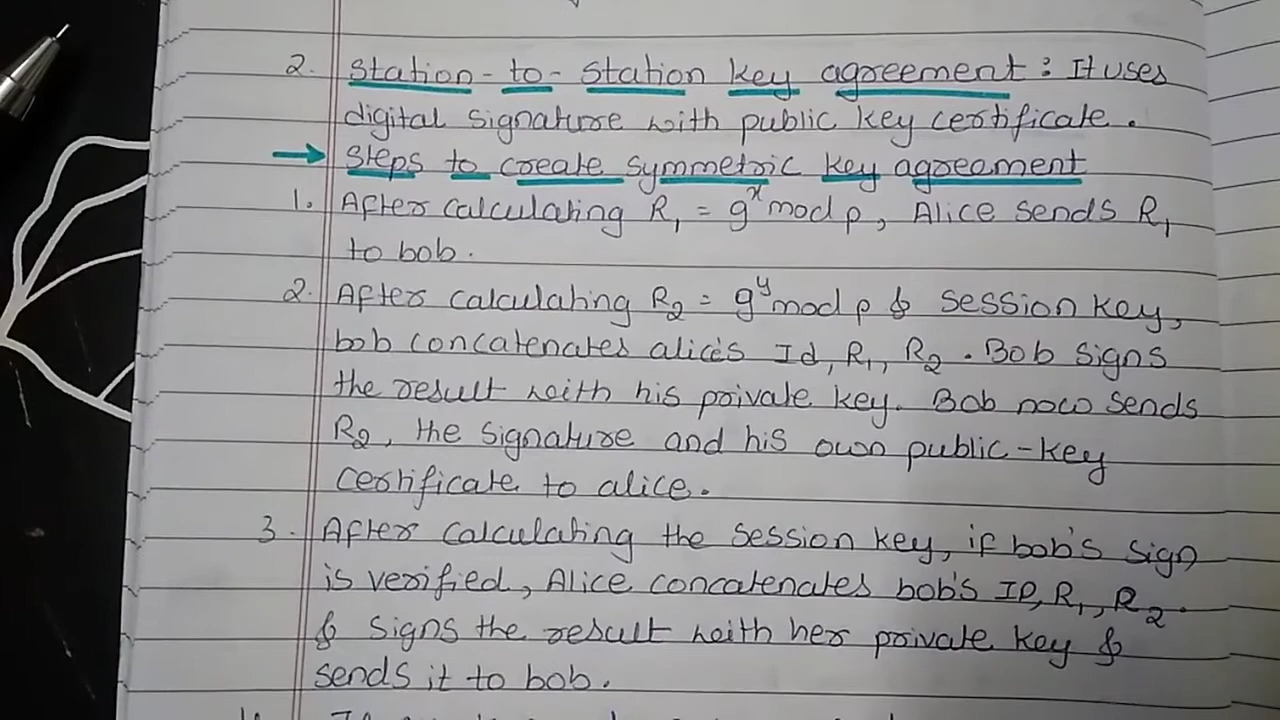 2. Station-to-Station key agreement : It uses
digital signature with public key certificate.
→ Steps to create symmetric key agreement
1. After calculating R₁ = gˣ mod p, Alice sends R₁
to bob.
2. After calculating R₂ = gʸ mod p & session key,
bob concatenates alice's Id, R₁, R₂. Bob signs
the result with his private key. Bob now sends
R₂, the signature and his own public-key
certificate to alice.
3. After calculating the session key, if bob's sign
is verified, Alice concatenates bob's ID, R₁, R₂.
& signs the result with her private key &
sends it to bob.